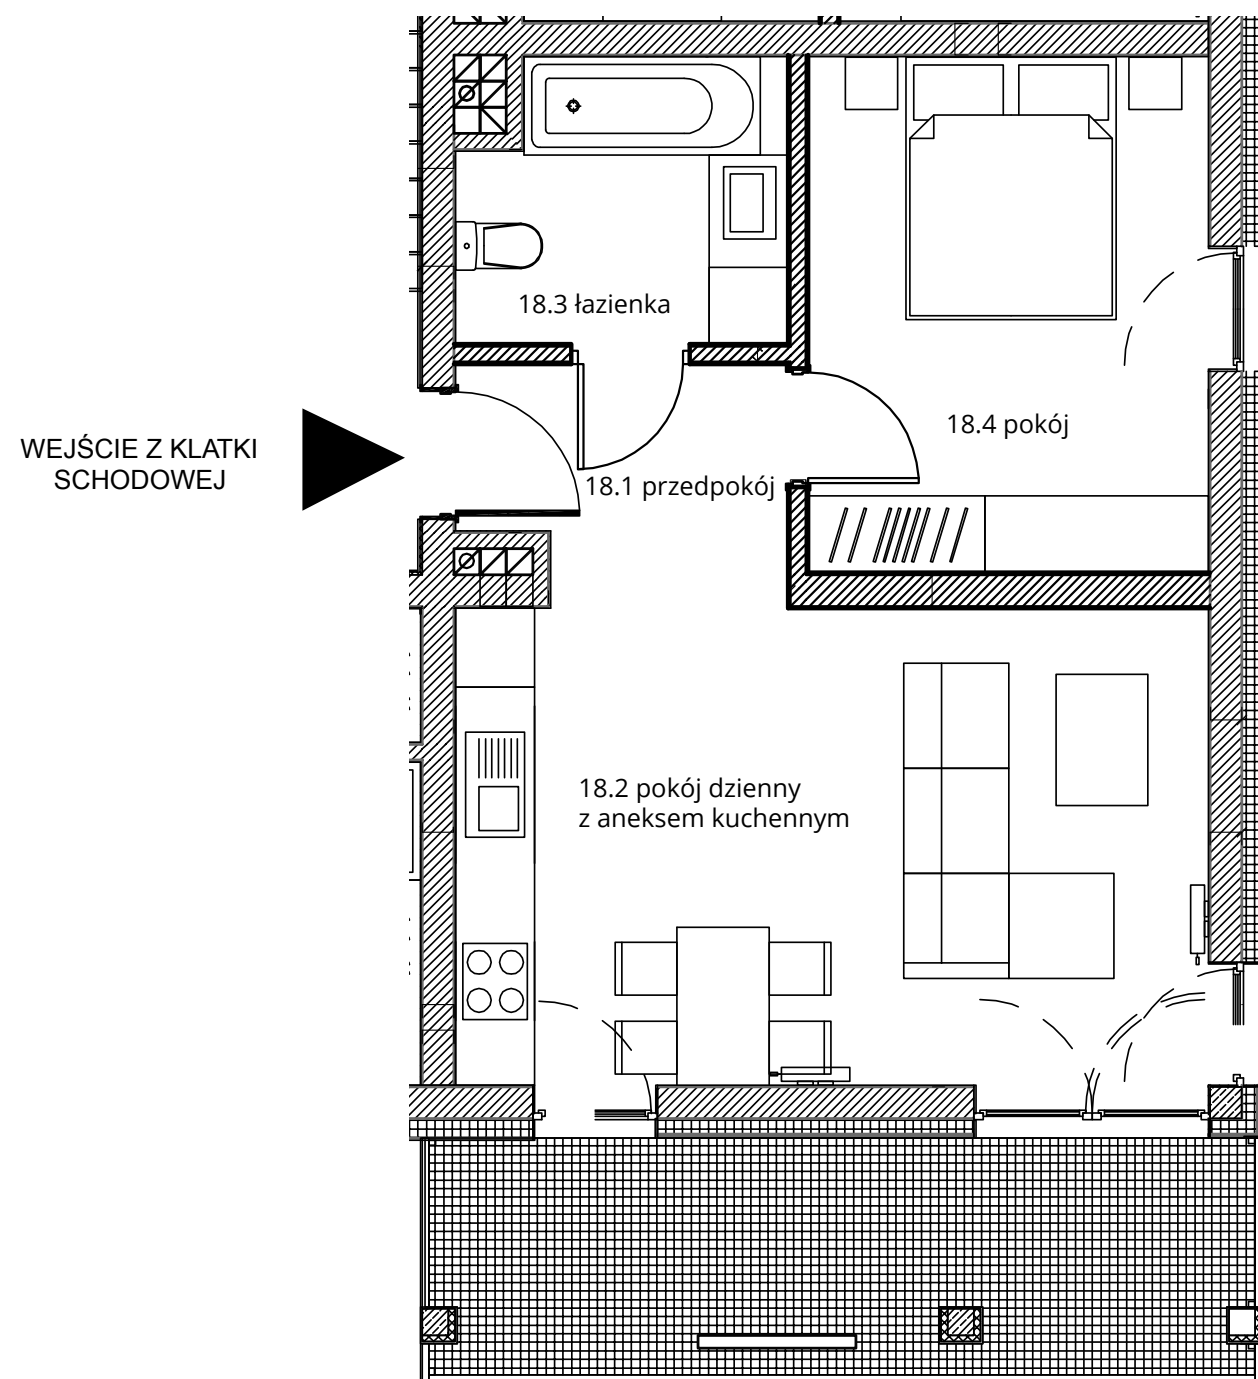 18.3 łazienka
18.4 pokój
WEJŚCIE Z KLATKI
SCHODOWEJ
18.1 przedpokój
18.2 pokój dzienny
z aneksem kuchennym